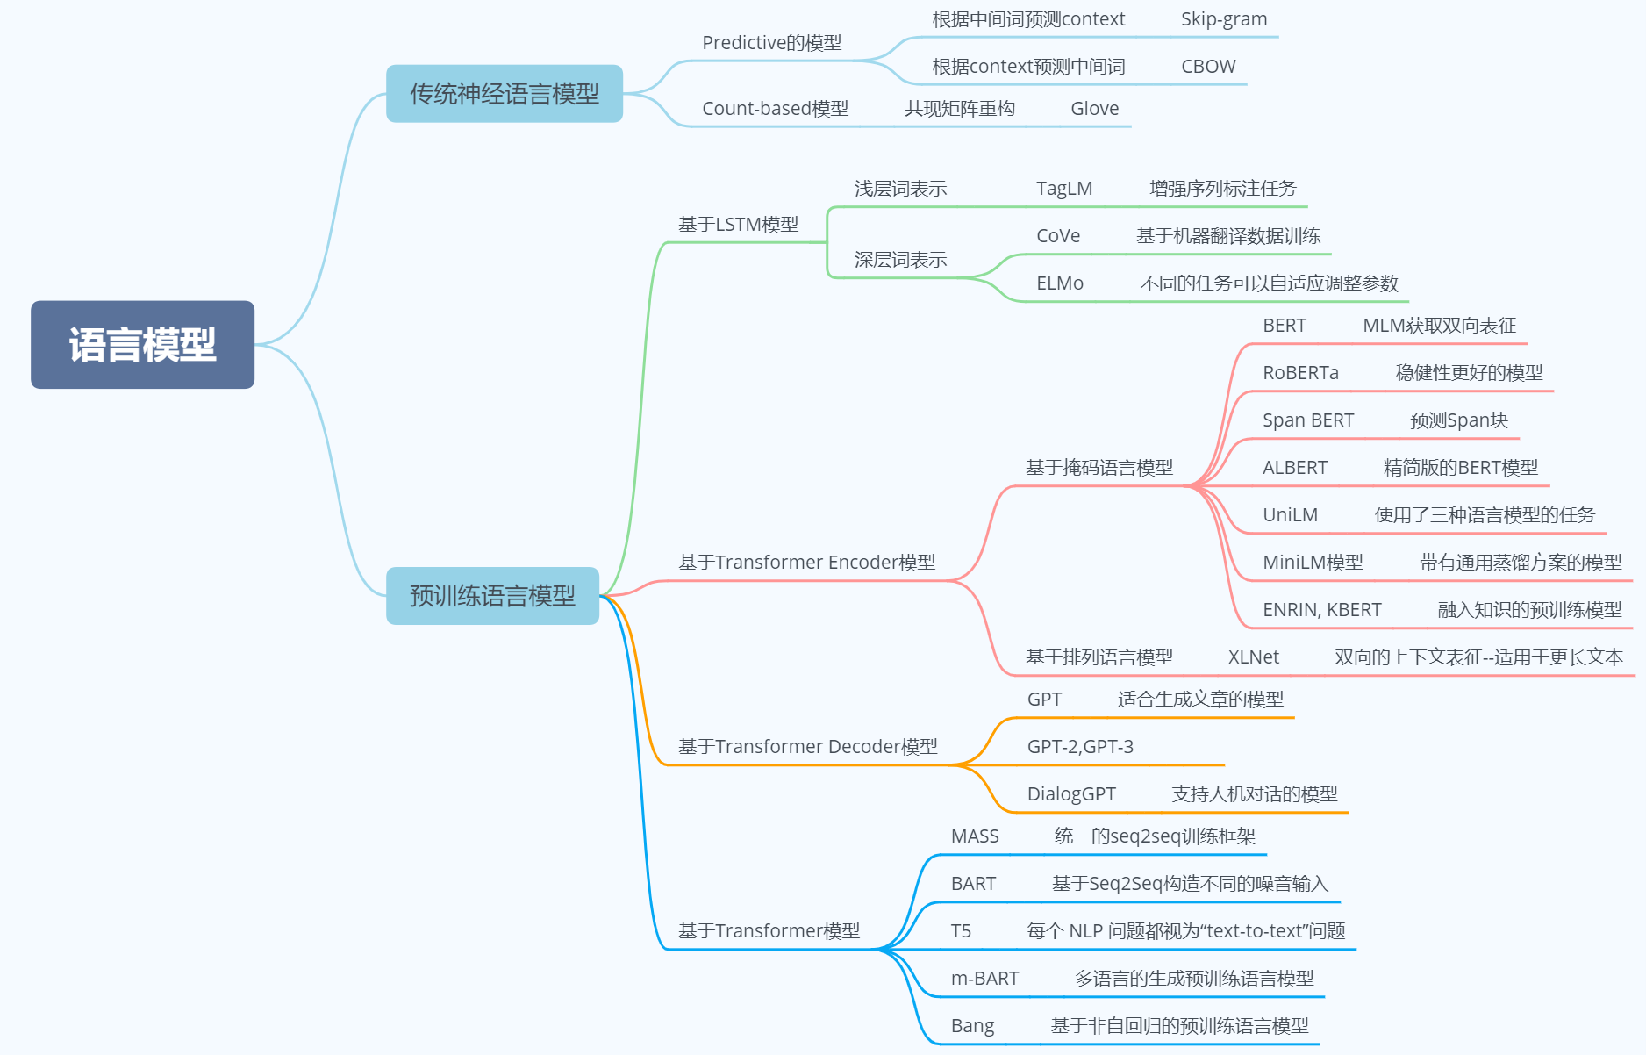 语言模型
传统神经语言模型
Predictive的模型
根据中间词预测context Skip-gram
根据context预测中间词 CBOW
Count-based模型 共现矩阵重构 Glove
预训练语言模型
基于LSTM模型
浅层词表示 TagLM 增强序列标注任务
深层词表示
CoVe 基于机器翻译数据训练
ELMo 不同的任务可以自适应调整参数
基于Transformer Encoder模型
基于掩码语言模型
BERT MLM获取双向表征
RoBERTa 稳健性更好的模型
Span BERT 预测Span块
ALBERT 精简版的BERT模型
UniLM 使用了三种语言模型的任务
MiniLM模型 带有通用蒸馏方案的模型
ENRIN, KBERT 融入知识的预训练模型
基于排列语言模型 XLNet 双向的上下文表征--适用于更长文本
基于Transformer Decoder模型
GPT 适合生成文章的模型
GPT-2,GPT-3
DialogGPT 支持人机对话的模型
基于Transformer模型
MASS 统一的seq2seq训练框架
BART 基于Seq2Seq构造不同的噪音输入
T5 每个 NLP 问题都视为“text-to-text”问题
m-BART 多语言的生成预训练语言模型
Bang 基于非自回归的预训练语言模型